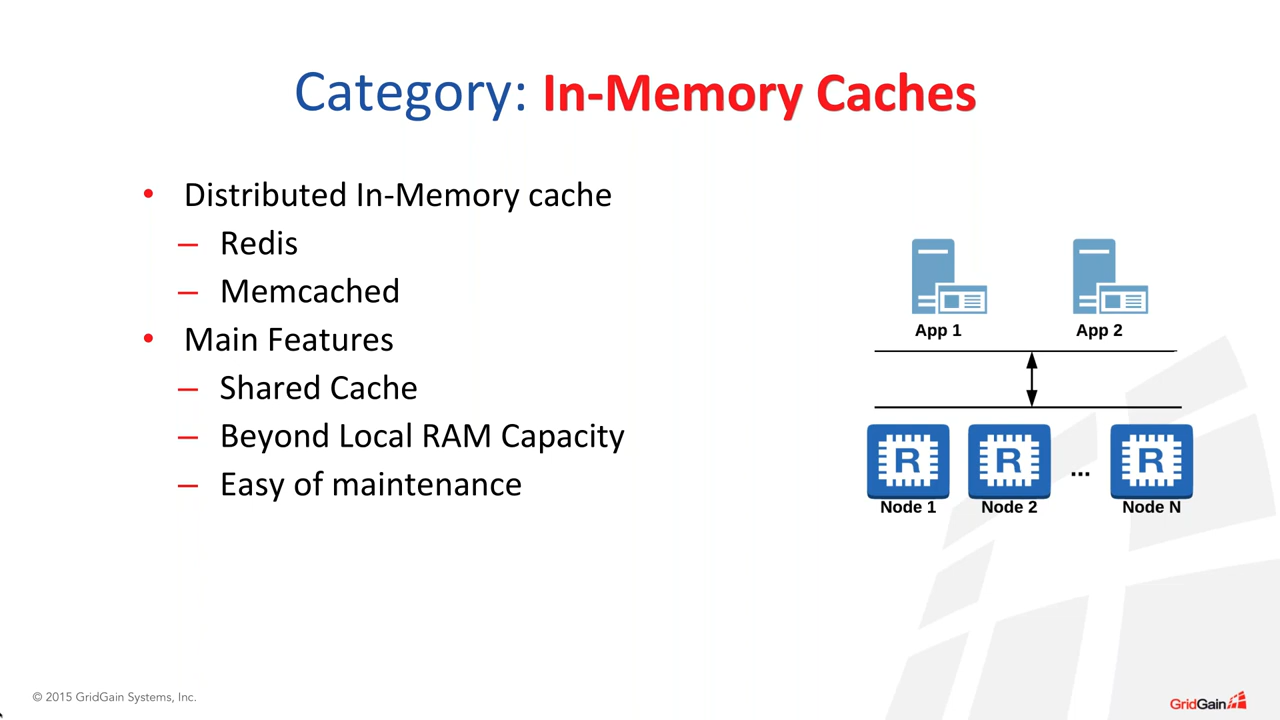 Category: In-Memory Caches
• Distributed In-Memory cache
– Redis
– Memcached
• Main Features
– Shared Cache
– Beyond Local RAM Capacity
– Easy of maintenance
App 1
App 2
R
R
...
R
Node 1
Node 2
Node N
© 2015 GridGain Systems, Inc.
GridGain